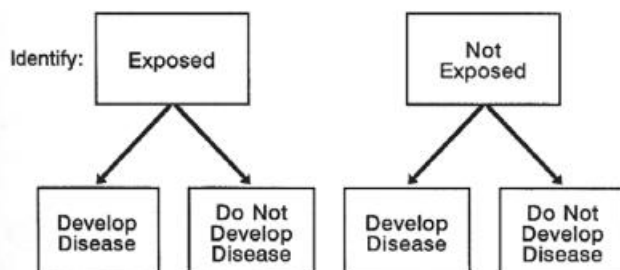 Identify:
Exposed
Not
Exposed
Develop
Disease
Do Not
Develop
Disease
Develop
Disease
Do Not
Develop
Disease